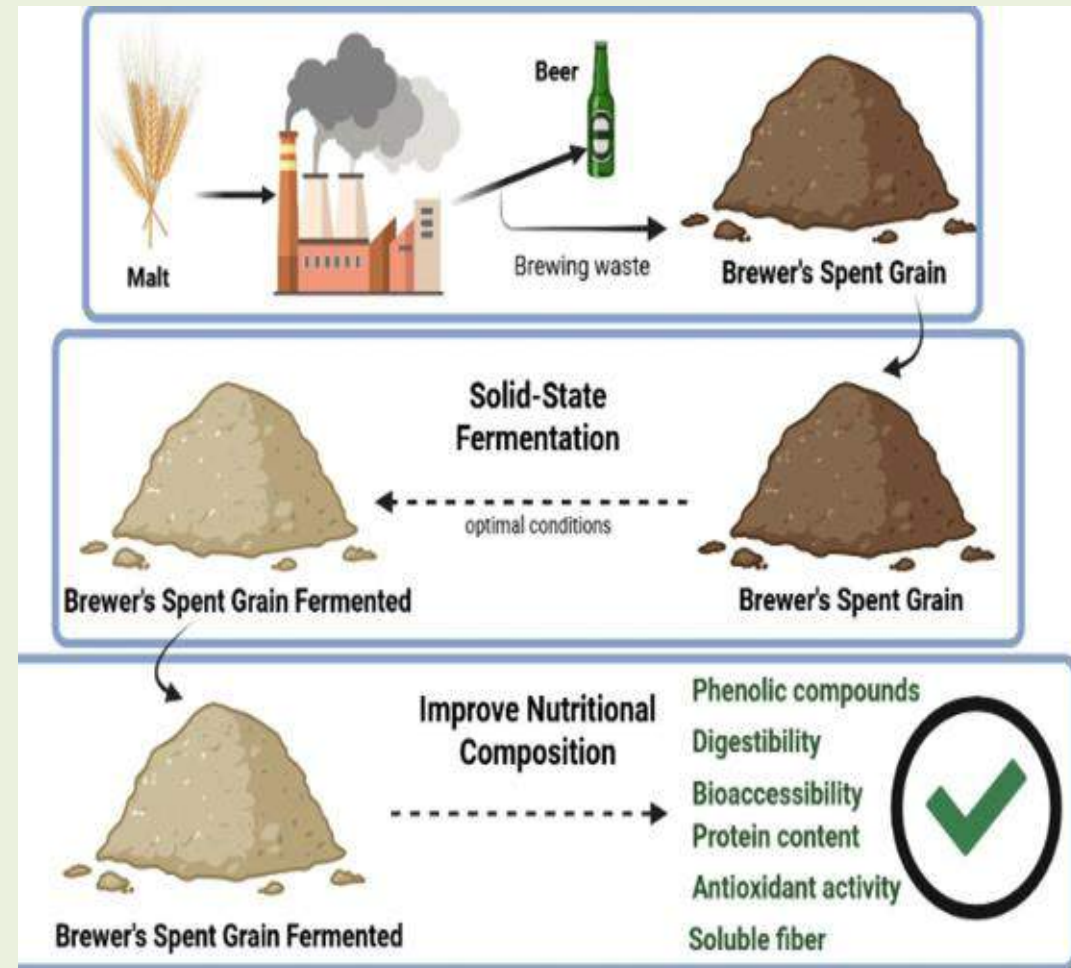 Beer
Malt
Brewing waste
Brewer's Spent Grain
Solid-State
Fermentation
optimal conditions
Brewer's Spent Grain Fermented
Brewer's Spent Grain
Improve Nutritional
Composition
Phenolic compounds
Digestibility
Bioaccessibility
Protein content
Antioxidant activity
Soluble fiber
Brewer's Spent Grain Fermented